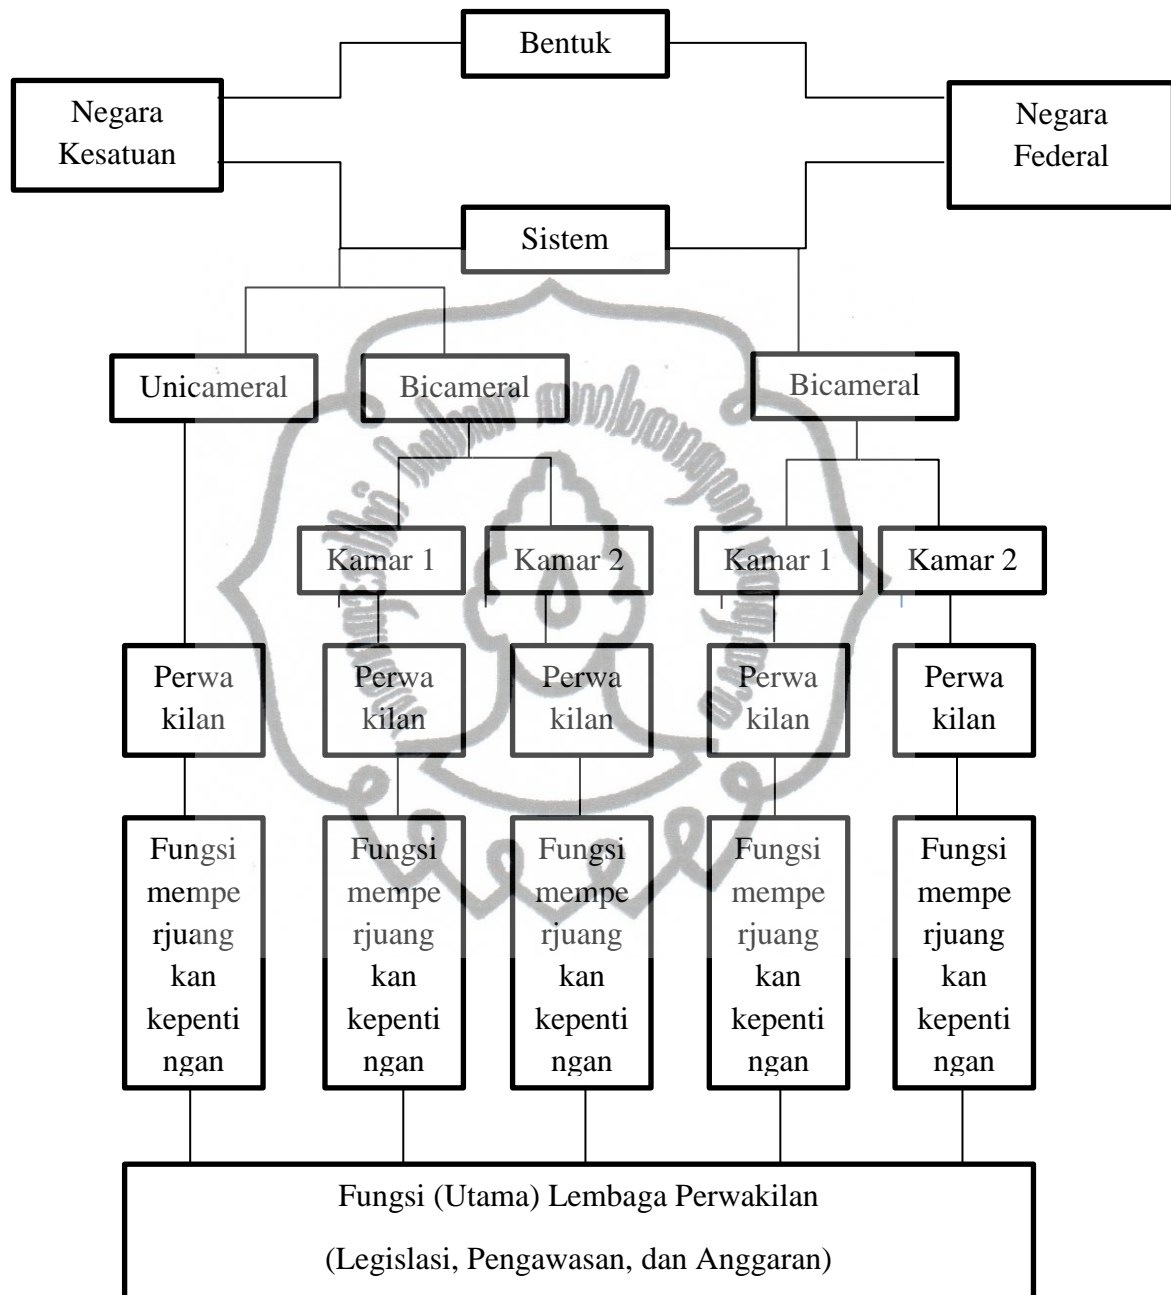 Bentuk
Negara
Kesatuan
Negara
Federal
Sistem
Unicameral
Bicameral
Bicameral
Kamar 1
Kamar 2
Kamar 1
Kamar 2
Perwa
kilan
Perwa
kilan
Perwa
kilan
Perwa
kilan
Perwa
kilan
Fungsi
mempe
rjuang
kan
kepenti
ngan
Fungsi
mempe
rjuang
kan
kepenti
ngan
Fungsi
mempe
rjuang
kan
kepenti
ngan
Fungsi
mempe
rjuang
kan
kepenti
ngan
Fungsi
mempe
rjuang
kan
kepenti
ngan
Fungsi (Utama) Lembaga Perwakilan
(Legislasi, Pengawasan, dan Anggaran)